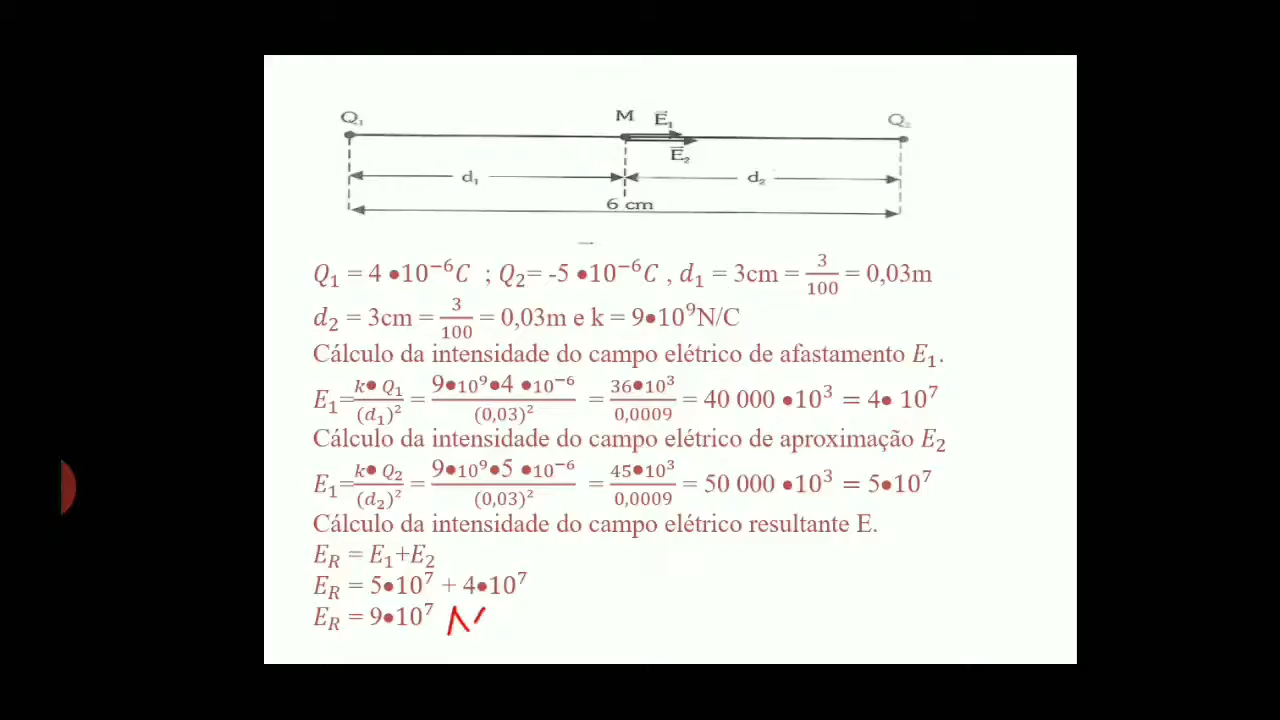 Q₁ M E⃗₁ Q₂
E⃗₂
d₁ d₂
6 cm
Q₁ = 4 •10⁻⁶C ; Q₂= -5 •10⁻⁶C , d₁ = 3cm = 3/100 = 0,03m
d₂ = 3cm = 3/100 = 0,03m e k = 9•10⁹N/C
Cálculo da intensidade do campo elétrico de afastamento E₁.
E₁=k• Q₁/(d₁)² = 9•10⁹•4 •10⁻⁶/(0,03)² = 36•10³/0,0009 = 40 000 •10³ = 4• 10⁷
Cálculo da intensidade do campo elétrico de aproximação E₂
E₁=k• Q₂/(d₂)² = 9•10⁹•5 •10⁻⁶/(0,03)² = 45•10³/0,0009 = 50 000 •10³ = 5•10⁷
Cálculo da intensidade do campo elétrico resultante E.
E_R = E₁+E₂
E_R = 5•10⁷ + 4•10⁷
E_R = 9•10⁷